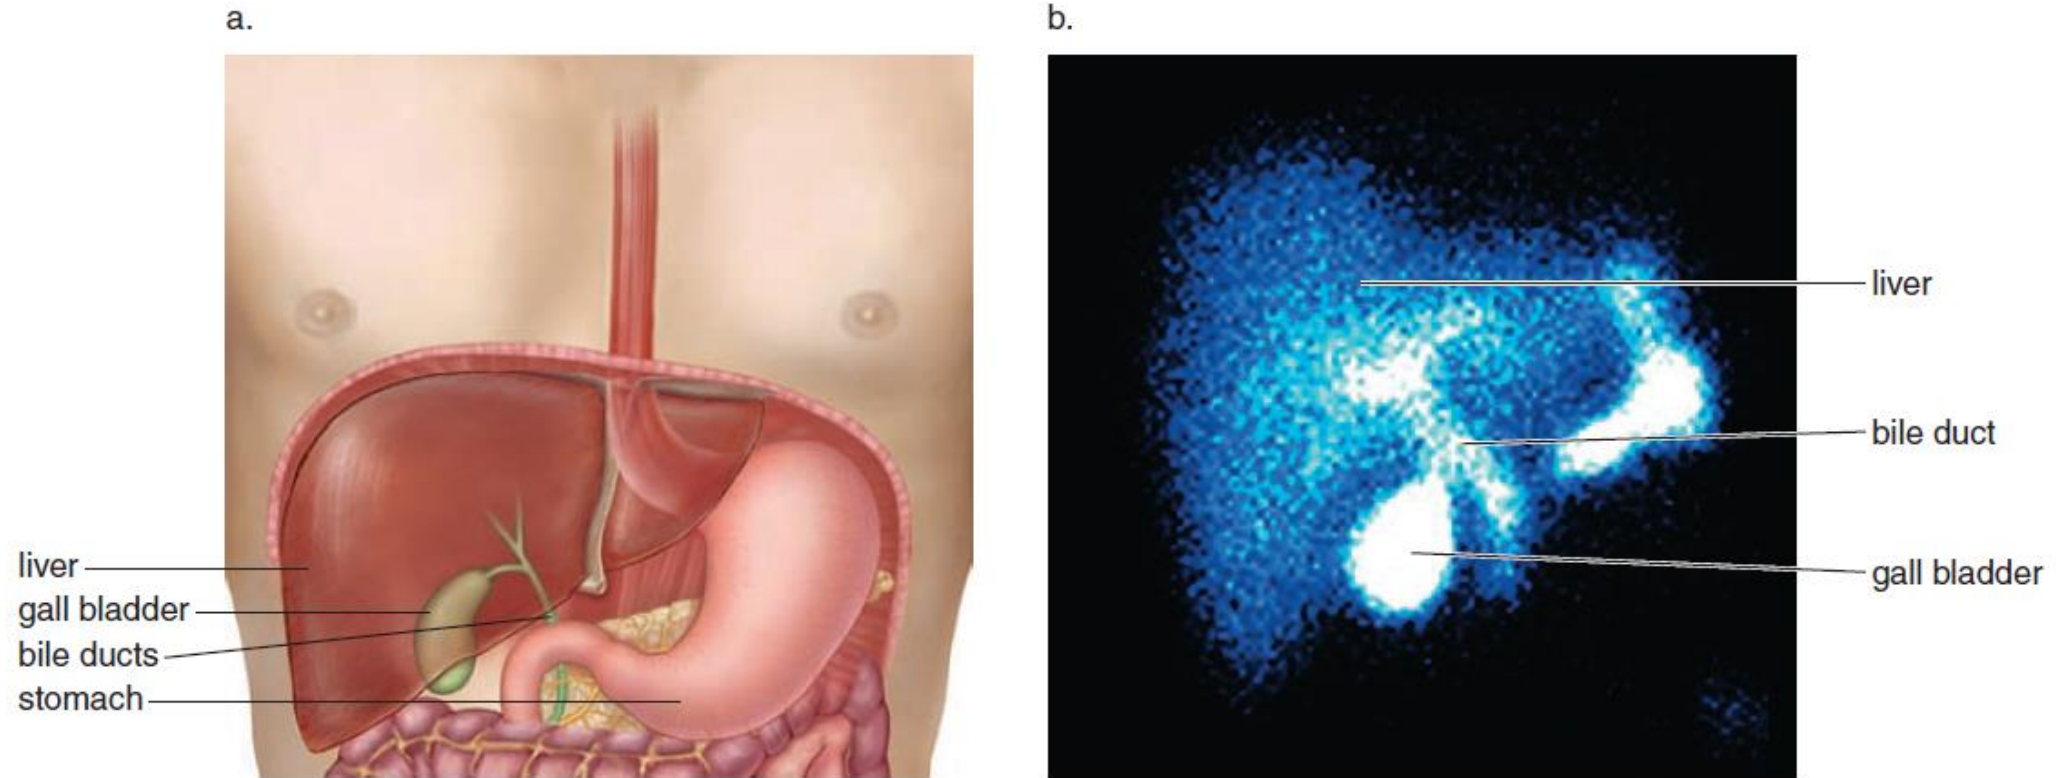 a.
liver
gall bladder
bile ducts
stomach
b.
liver
bile duct
gall bladder